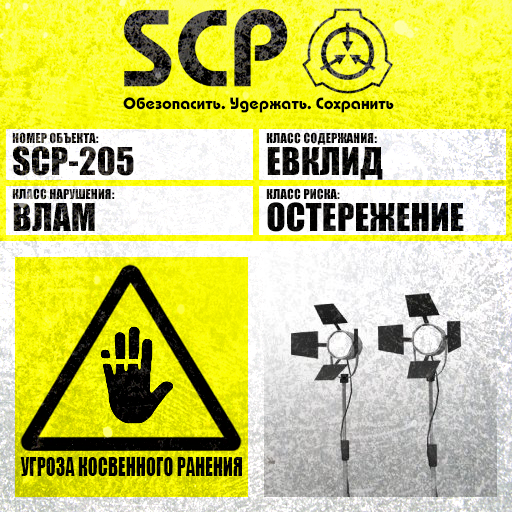 SCP
Обезопасить. Удержать. Сохранить
НОМЕР ОБЪЕКТА:
SCP-205
КЛАСС СОДЕРЖАНИЯ:
ЕВКЛИД
КЛАСС НАРУШЕНИЯ:
ВЛАМ
КЛАСС РИСКА:
ОСТЕРЕЖЕНИЕ
УГРОЗА КОСВЕННОГО РАНЕНИЯ